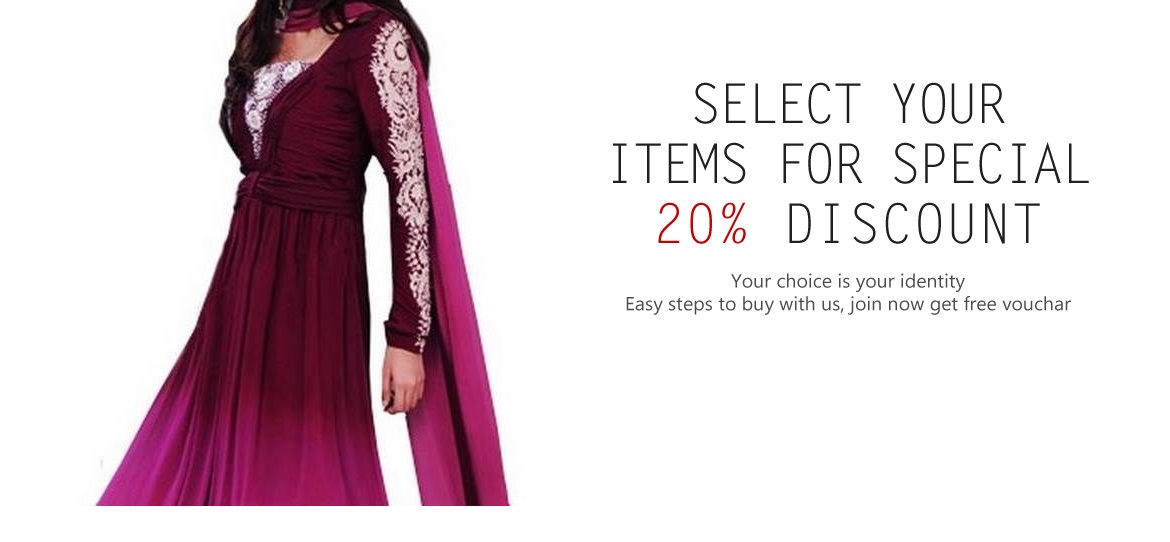 SELECT YOUR
ITEMS FOR SPECIAL
20% DISCOUNT
Your choice is your identity
Easy steps to buy with us, join now get free vouchar